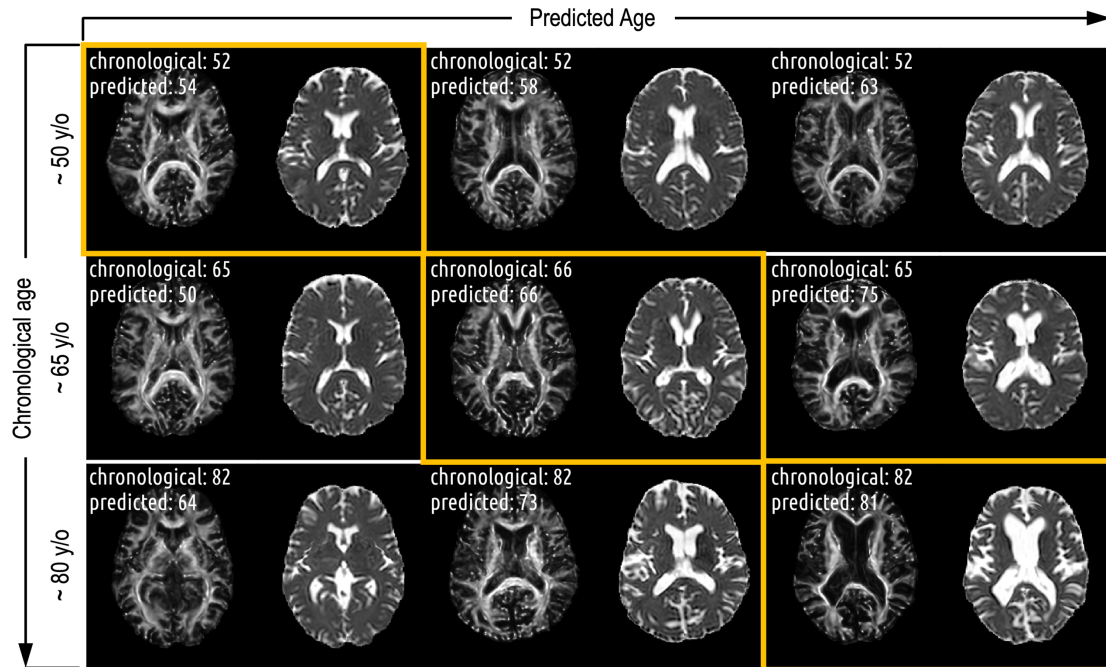 Predicted Age
Chronological age
~ 50 y/o
chronological: 52
predicted: 54
chronological: 52
predicted: 58
chronological: 52
predicted: 63
~ 65 y/o
chronological: 65
predicted: 50
chronological: 66
predicted: 66
chronological: 65
predicted: 75
~ 80 y/o
chronological: 82
predicted: 64
chronological: 82
predicted: 73
chronological: 82
predicted: 81